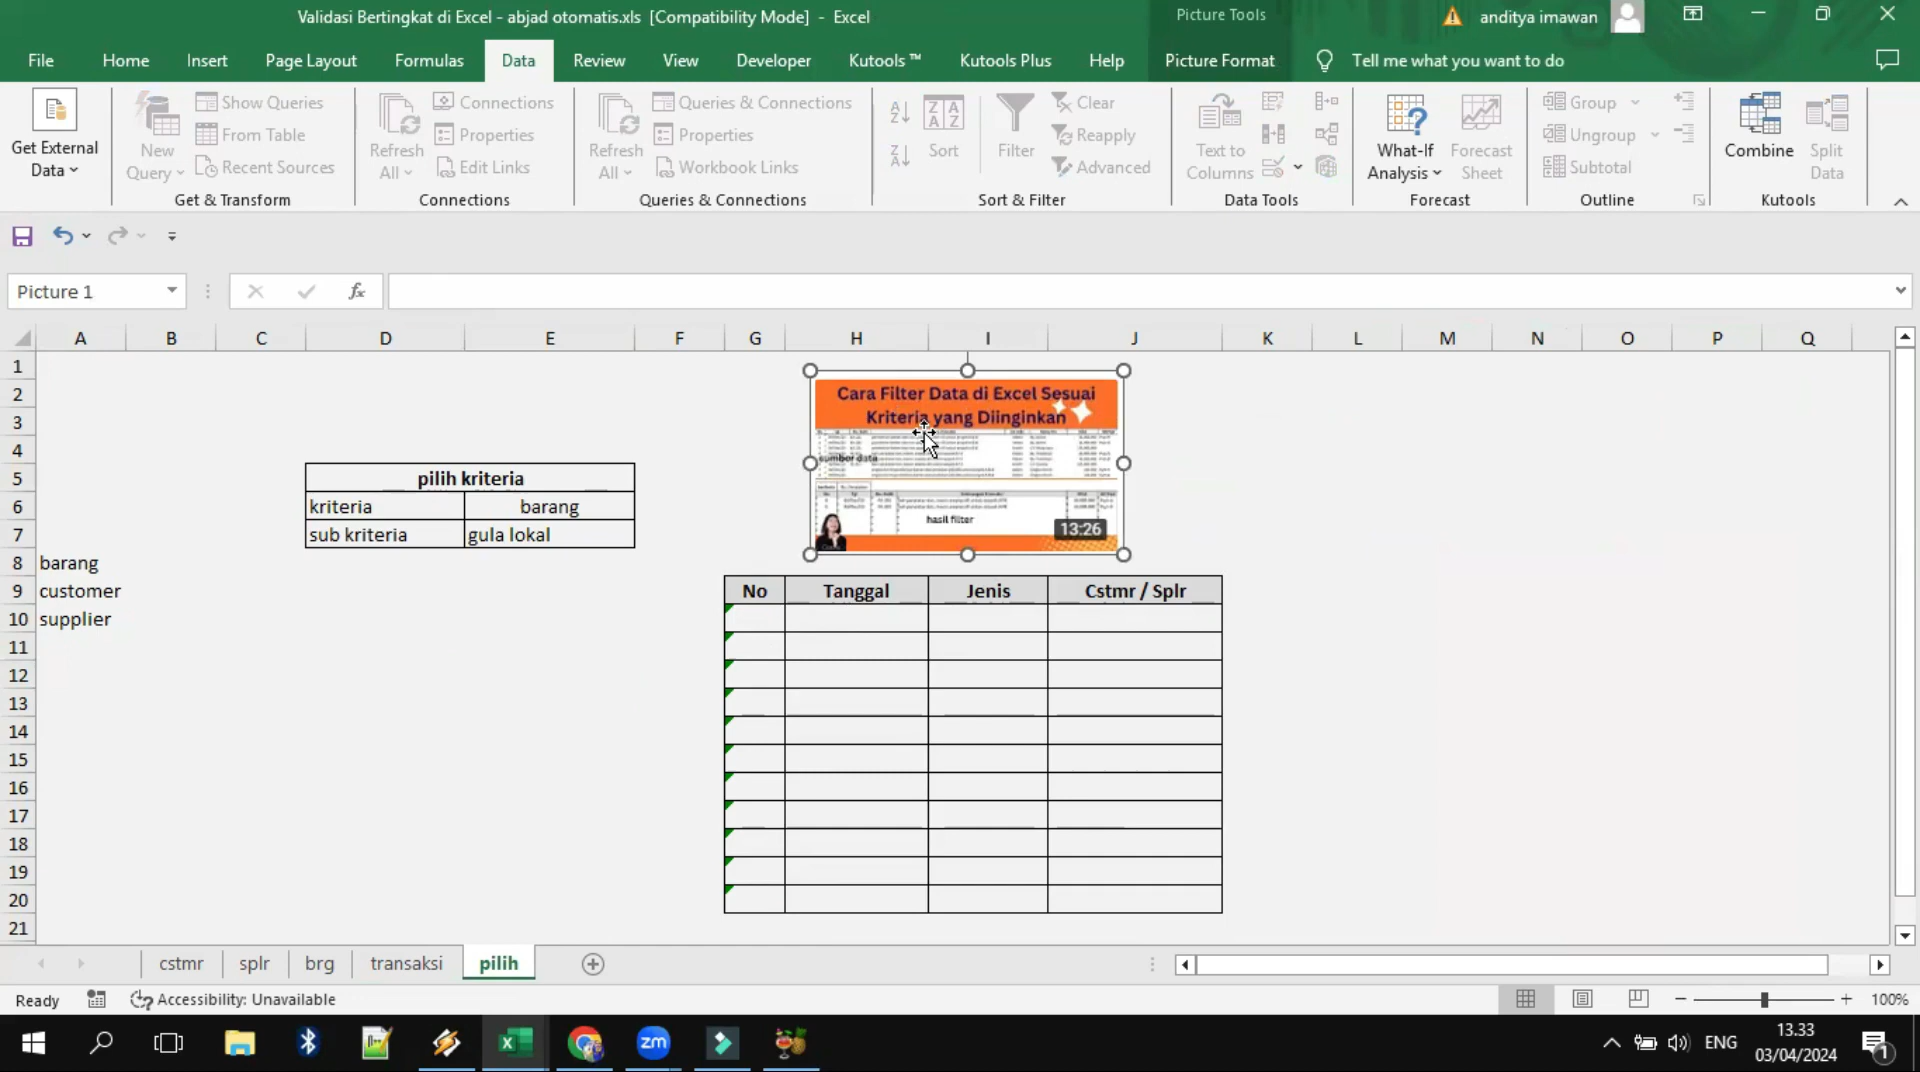 Validasi Bertingkat di Excel - abjad otomatis.xls  [Compatibility Mode]  -  Excel
Picture Tools
anditya imawan
File
Home
Insert
Page Layout
Formulas
Data
Review
View
Developer
Kutools ™
Kutools Plus
Help
Picture Format
Tell me what you want to do
Get External Data
New Query
Show Queries
From Table
Recent Sources
Get & Transform
Refresh All
Connections
Properties
Edit Links
Connections
Refresh All
Queries & Connections
Properties
Workbook Links
Queries & Connections
Sort
Filter
Clear
Reapply
Advanced
Sort & Filter
Text to Columns
Data Tools
What-If Analysis
Forecast Sheet
Forecast
Group
Ungroup
Subtotal
Outline
Combine
Split Data
Kutools
Picture 1
fx
A B C D E F G H I J K L M N O P Q
1
2
3
4
5
6
7
8
9
10
11
12
13
14
15
16
17
18
19
20
21
Cara Filter Data di Excel Sesuai
Kriteria yang Diinginkan
sumber data
hasil filter
13:26
pilih kriteria
kriteria barang
sub kriteria gula lokal
barang
customer
supplier
No Tanggal Jenis Cstmr / Splr
cstmr
splr
brg
transaksi
pilih
Ready
Accessibility: Unavailable
100%
zm
ENG
13.33
03/04/2024
1